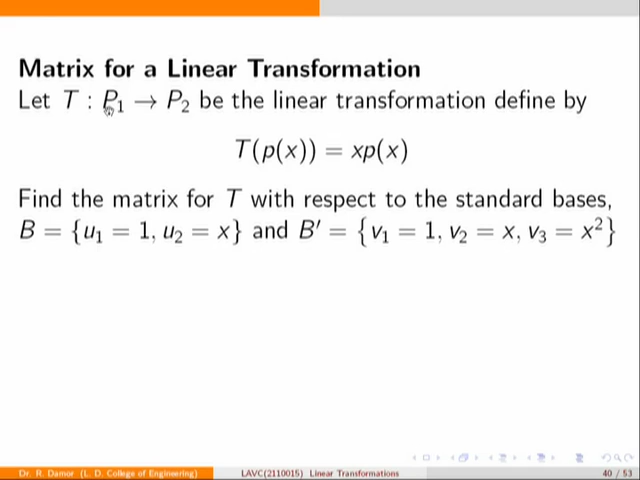 Matrix for a Linear Transformation
Let T : P₁ → P₂ be the linear transformation define by
T(p(x)) = xp(x)
Find the matrix for T with respect to the standard bases,
B = {u₁ = 1, u₂ = x} and B′ = {v₁ = 1, v₂ = x, v₃ = x²}
Dr. R. Damor (L. D. College of Engineering) LAVC(2110015) Linear Transformations 40 / 53